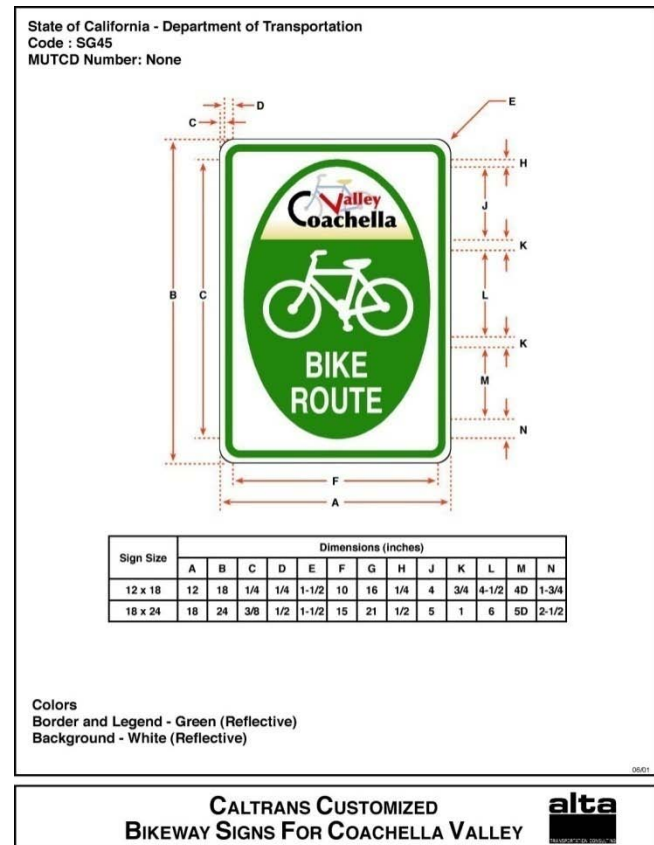 State of California - Department of Transportation
Code : SG45
MUTCD Number: None
D
C
E
H
J
K
B
C
L
K
M
N
F
A
Valley
Coachella
BIKE
ROUTE
Sign Size Dimensions (inches)
A B C D E F G H J K L M N
12 x 18 12 18 1/4 1/4 1-1/2 10 16 1/4 4 3/4 4-1/2 4D 1-3/4
18 x 24 18 24 3/8 1/2 1-1/2 15 21 1/2 5 1 6 5D 2-1/2
Colors
Border and Legend - Green (Reflective)
Background - White (Reflective)
06/01
CALTRANS CUSTOMIZED
BIKEWAY SIGNS FOR COACHELLA VALLEY
alta
TRANSPORTATION CONSULTING